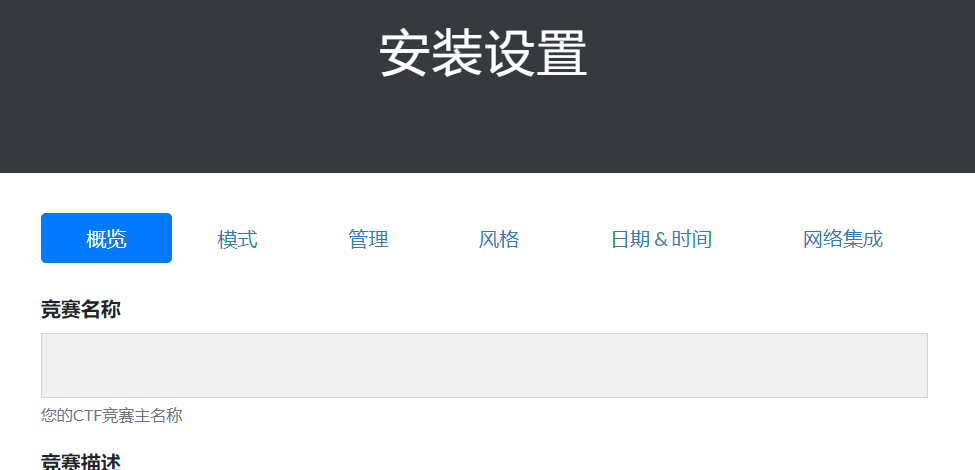 安装设置
概览 模式 管理 风格 日期 & 时间 网络集成
竞赛名称
您的CTF竞赛主名称
竞赛描述